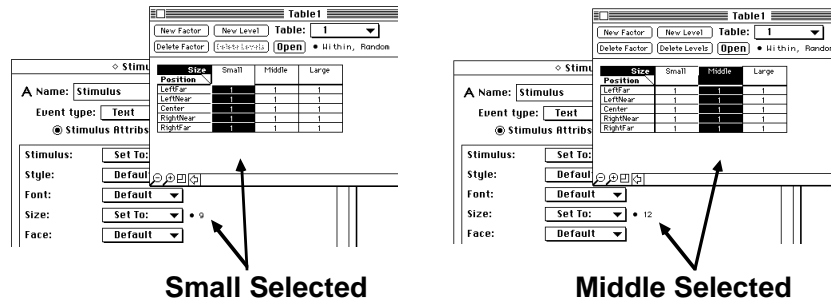 Table1
New Factor New Level Table: 1
Delete Factor Delete Levels Open • Within, Random
◇ Stimu
Size Small Middle Large
Position
A Name: Stimulus
LeftFar 1 1 1
LeftNear 1 1 1
Event type: Text
Center 1 1 1
RightNear 1 1 1
Stimulus Attribs
RightFar 1 1 1
Stimulus: Set To:
Style: Defaul
Font: Default
Size: Set To: • 9
Face: Default
Small Selected
Table1
New Factor New Level Table: 1
Delete Factor Delete Levels Open • Within, Random
◇ Stimu
Size Small Middle Large
Position
A Name: Stimulus
LeftFar 1 1 1
LeftNear 1 1 1
Event type: Text
Center 1 1 1
RightNear 1 1 1
Stimulus Attribs
RightFar 1 1 1
Stimulus: Set To:
Style: Defaul
Font: Default
Size: Set To: • 12
Face: Default
Middle Selected